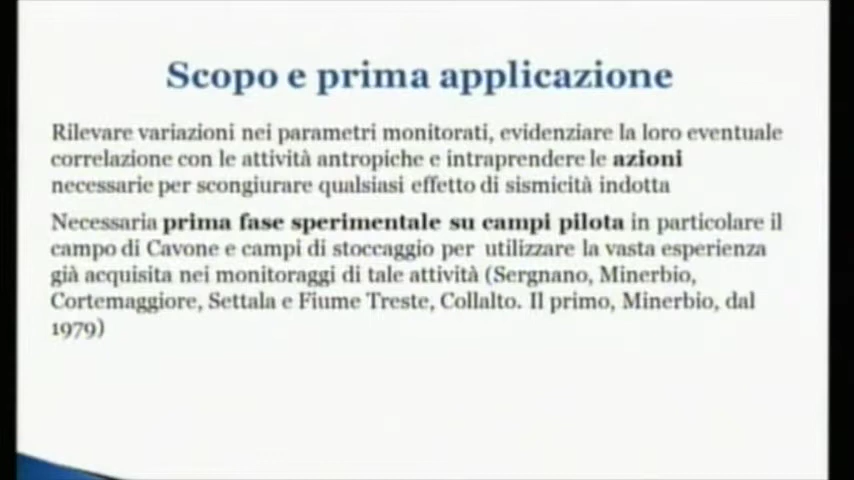 Scopo e prima applicazione
Rilevare variazioni nei parametri monitorati, evidenziare la loro eventuale
correlazione con le attività antropiche e intraprendere le azioni
necessarie per scongiurare qualsiasi effetto di sismicità indotta
Necessaria prima fase sperimentale su campi pilota in particolare il
campo di Cavone e campi di stoccaggio per utilizzare la vasta esperienza
già acquisita nei monitoraggi di tale attività (Sergnano, Minerbio,
Cortemaggiore, Settala e Fiume Treste, Collalto. Il primo, Minerbio, dal
1979)